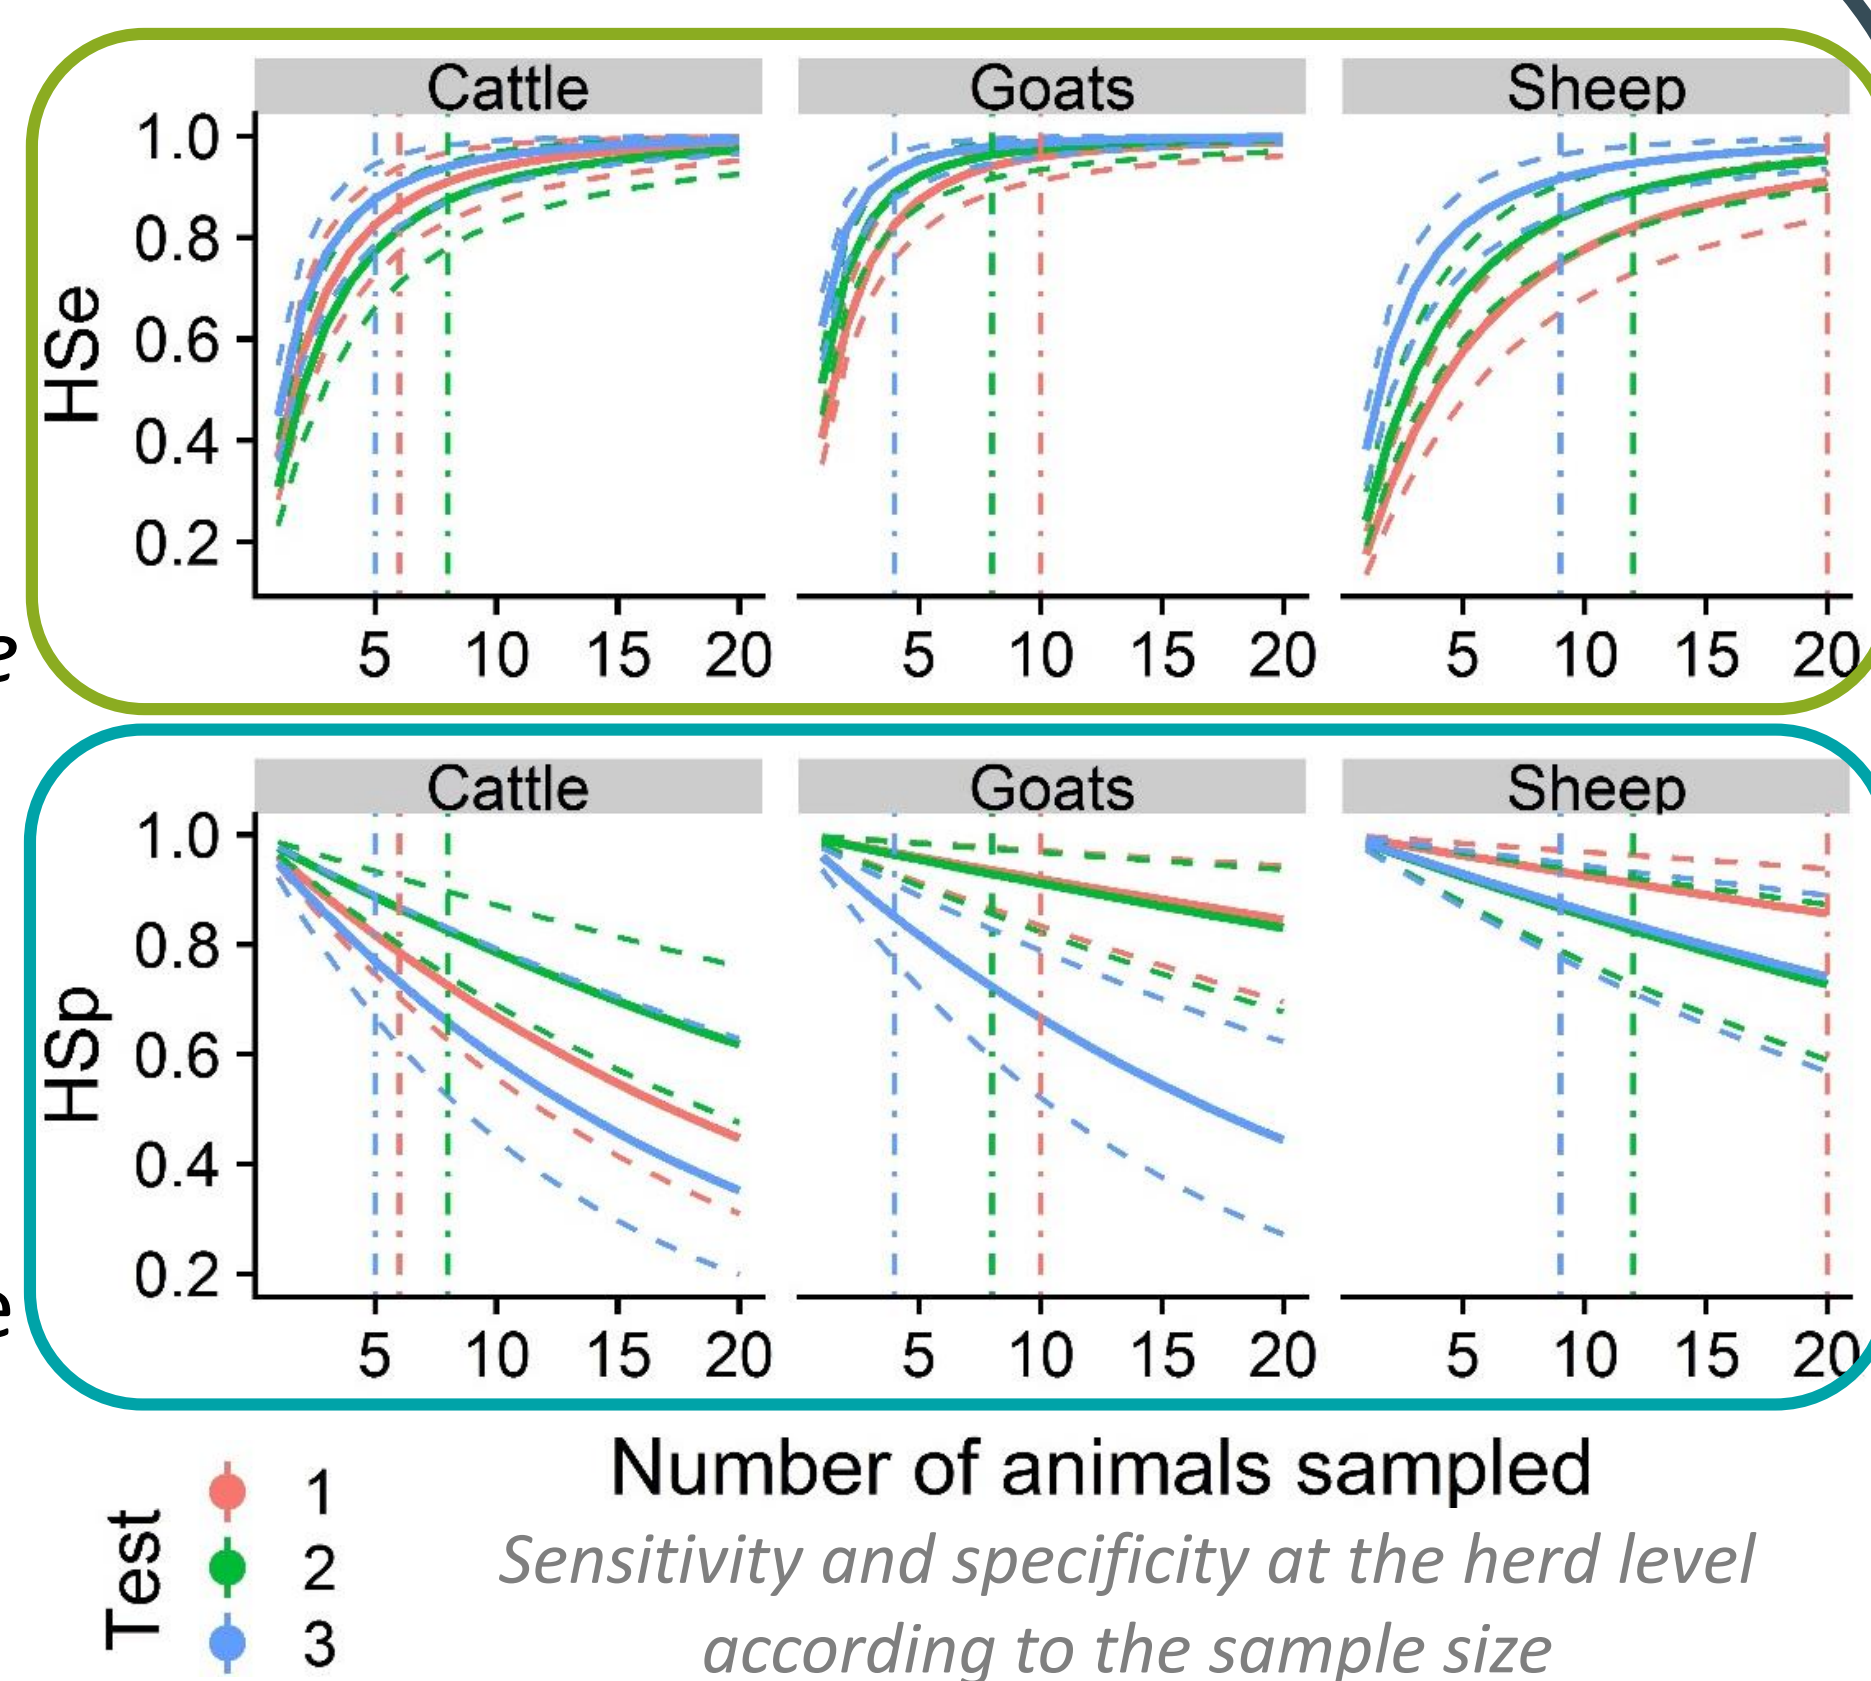 Cattle Goats Sheep
HSe
1.0
0.8
0.6
0.4
0.2
5 10 15 20 5 10 15 20 5 10 15 20
e
Cattle Goats Sheep
HSp
1.0
0.8
0.6
0.4
0.2
5 10 15 20 5 10 15 20 5 10 15 20
e
Number of animals sampled
Test
1
2
3
Sensitivity and specificity at the herd level
according to the sample size